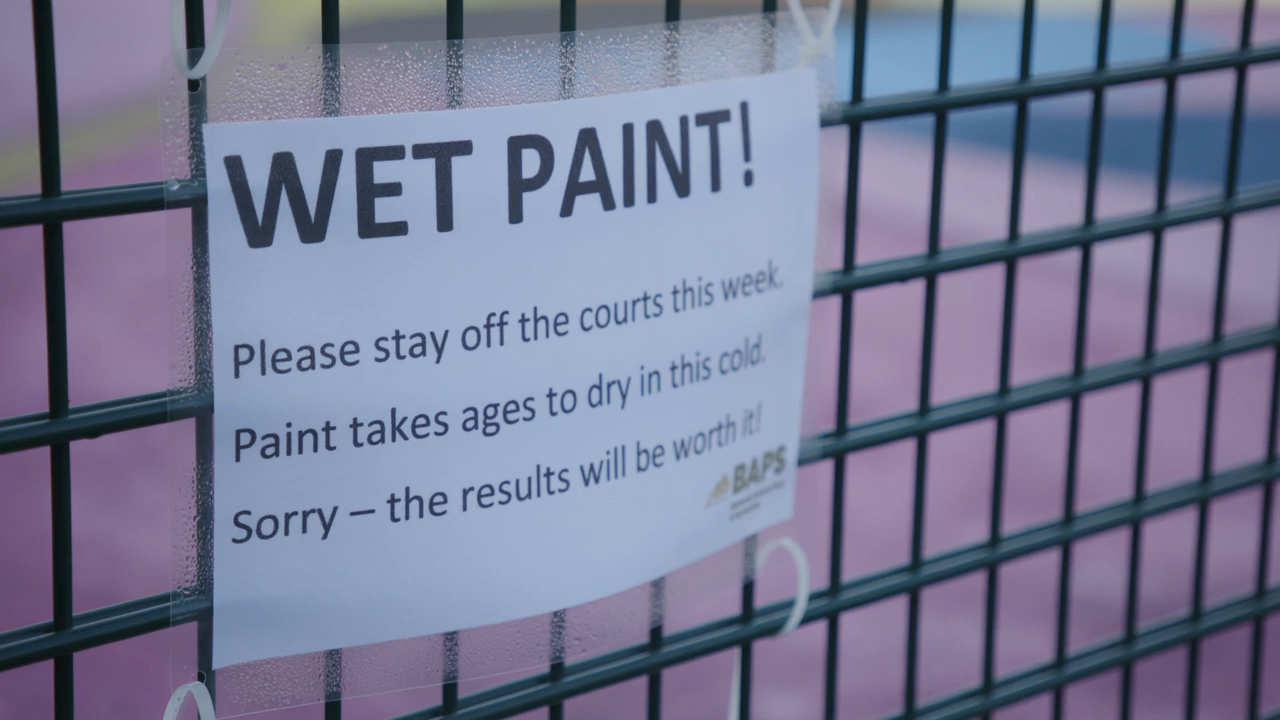 WET PAINT!
Please stay off the courts this week.
Paint takes ages to dry in this cold.
Sorry – the results will be worth it!
BAPS